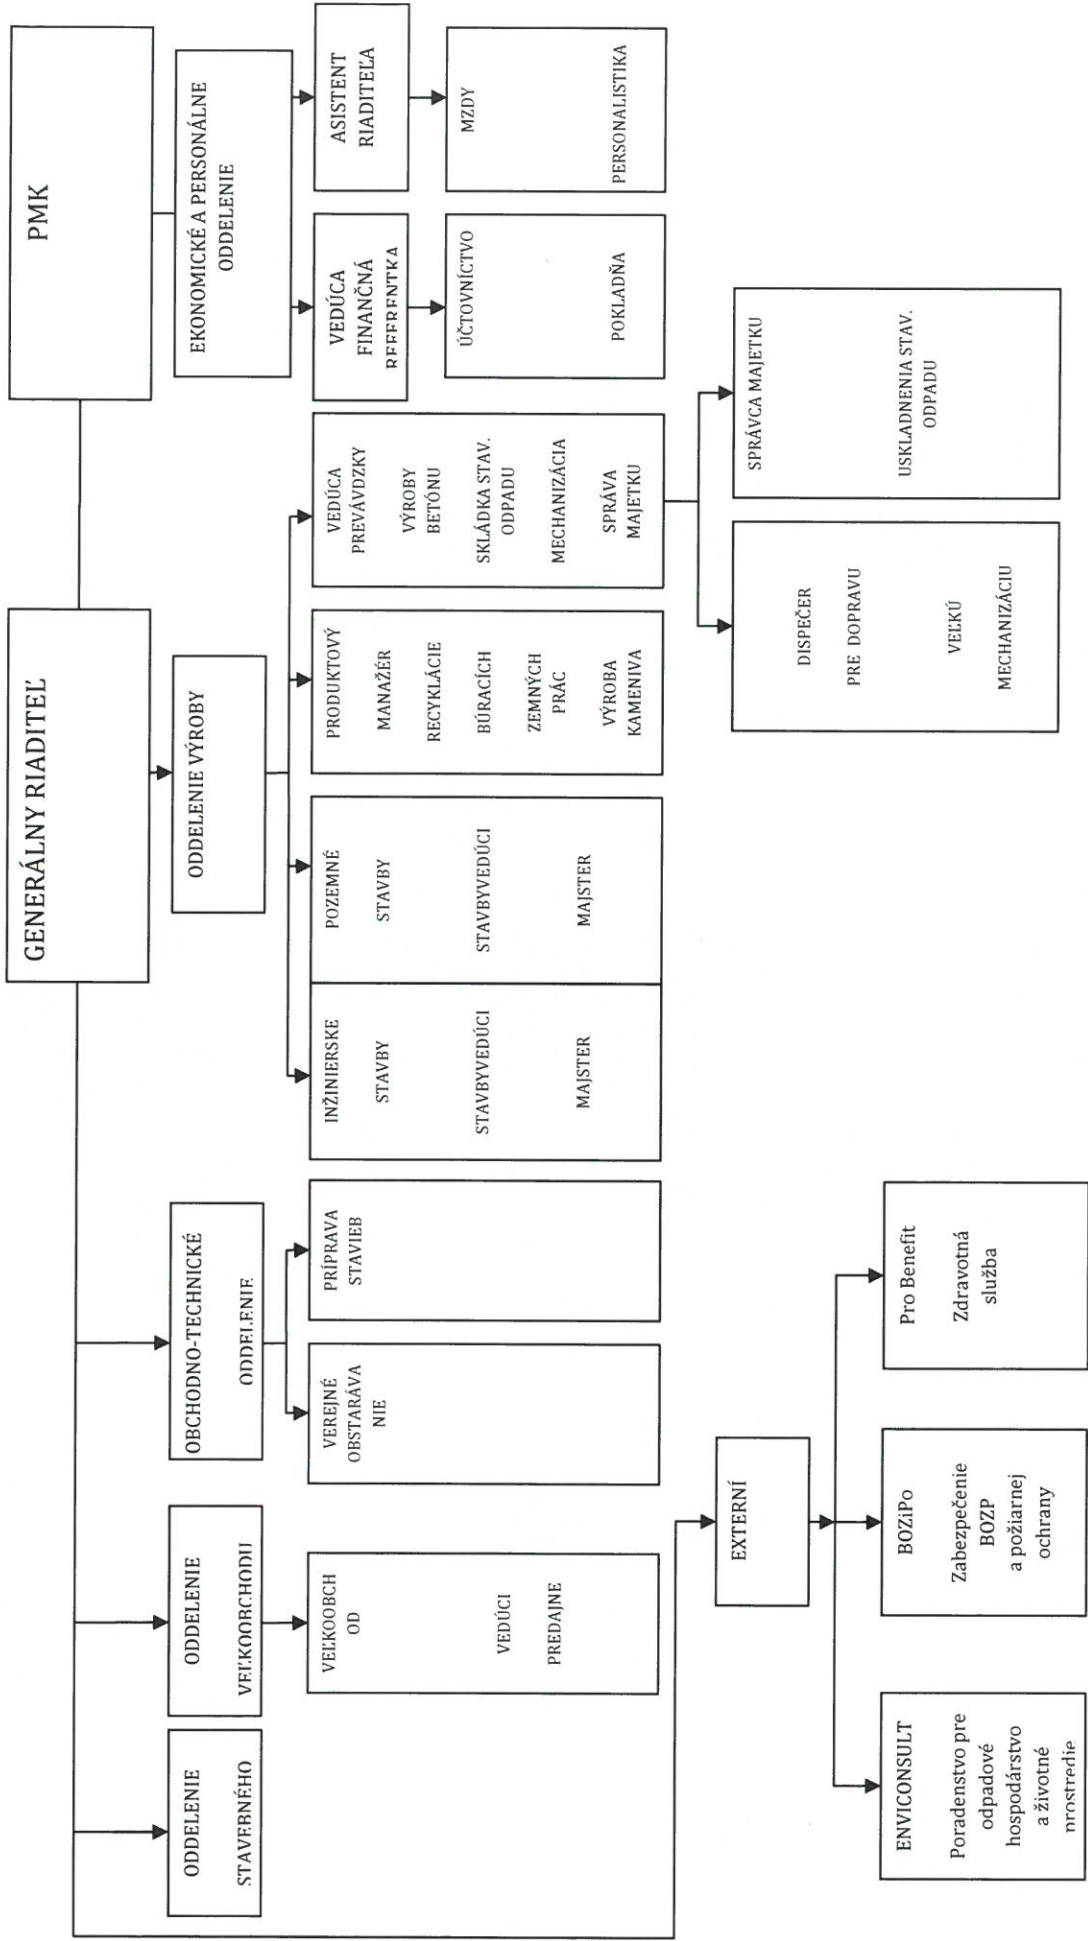 GENERÁLNY RIADITEĽ
PMK
ODDELENIE
STAVEBNÉHO
ODDELENIE
VEĽKOOBCHODU
OBCHODNO-TECHNICKÉ
ODDELENIE
ODDELENIE VÝROBY
EKONOMICKÉ A PERSONÁLNE
ODDELENIE
VEĽKOOBCH
OD
VEDÚCI
PREDAJNE
VEREJNÉ
OBSTARÁVA
NIE
PRÍPRAVA
STAVIEB
INŽINIERSKE
STAVBY
STAVBYVEDÚCI
MAJSTER
POZEMNÉ
STAVBY
STAVBYVEDÚCI
MAJSTER
PRODUKTOVÝ
MANAŽÉR
RECYKLÁCIE
BÚRACÍCH
ZEMNÝCH
PRÁC
VÝROBA
KAMENIVA
VEDÚCA
PREVÁVDZKY
VÝROBY
BETÓNU
SKLÁDKA STAV.
ODPADU
MECHANIZÁCIA
SPRÁVA
MAJETKU
VEDÚCA
FINANČNÁ
REFERENTKA
ASISTENT
RIADITEĽA
ÚČTOVNÍCTVO
POKLADŇA
MZDY
PERSONALISTIKA
DISPEČER
PRE DOPRAVU
VEĽKÚ
MECHANIZÁCIU
SPRÁVCA MAJETKU
USKLADNENIA STAV.
ODPADU
EXTERNÍ
ENVICONSULT
Poradenstvo pre
odpadové
hospodárstvo
a životné
prostredie
BOZiPo
Zabezpečenie
BOZP
a požiarnej
ochrany
Pro Benefit
Zdravotná
služba